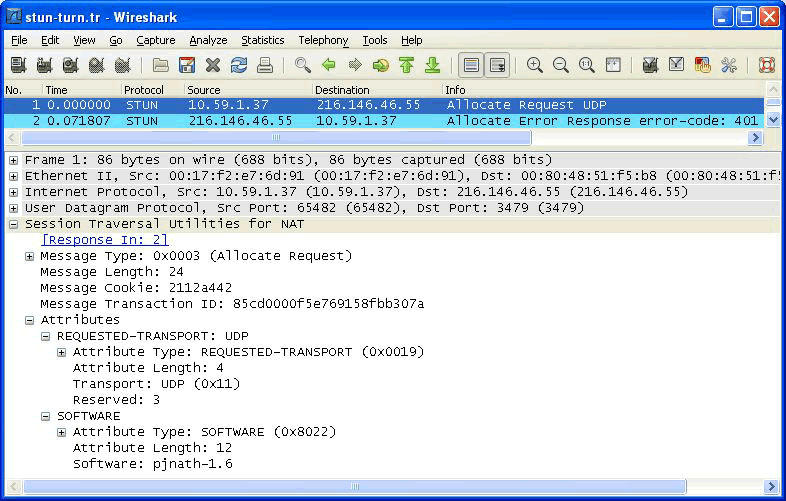 stun-turn.tr - Wireshark
File Edit View Go Capture Analyze Statistics Telephony Tools Help
No. Time Protocol Source Destination Info
1 0.000000 STUN 10.59.1.37 216.146.46.55 Allocate Request UDP
2 0.071807 STUN 216.146.46.55 10.59.1.37 Allocate Error Response error-code: 401
Frame 1: 86 bytes on wire (688 bits), 86 bytes captured (688 bits)
Ethernet II, Src: 00:17:f2:e7:6d:91 (00:17:f2:e7:6d:91), Dst: 00:80:48:51:f5:b8 (00:80:48:51:f5
Internet Protocol, Src: 10.59.1.37 (10.59.1.37), Dst: 216.146.46.55 (216.146.46.55)
User Datagram Protocol, Src Port: 65482 (65482), Dst Port: 3479 (3479)
Session Traversal Utilities for NAT
[Response In: 2]
Message Type: 0x0003 (Allocate Request)
Message Length: 24
Message Cookie: 2112a442
Message Transaction ID: 85cd0000f5e769158fbb307a
Attributes
REQUESTED-TRANSPORT: UDP
Attribute Type: REQUESTED-TRANSPORT (0x0019)
Attribute Length: 4
Transport: UDP (0x11)
Reserved: 3
SOFTWARE
Attribute Type: SOFTWARE (0x8022)
Attribute Length: 12
Software: pjnath-1.6